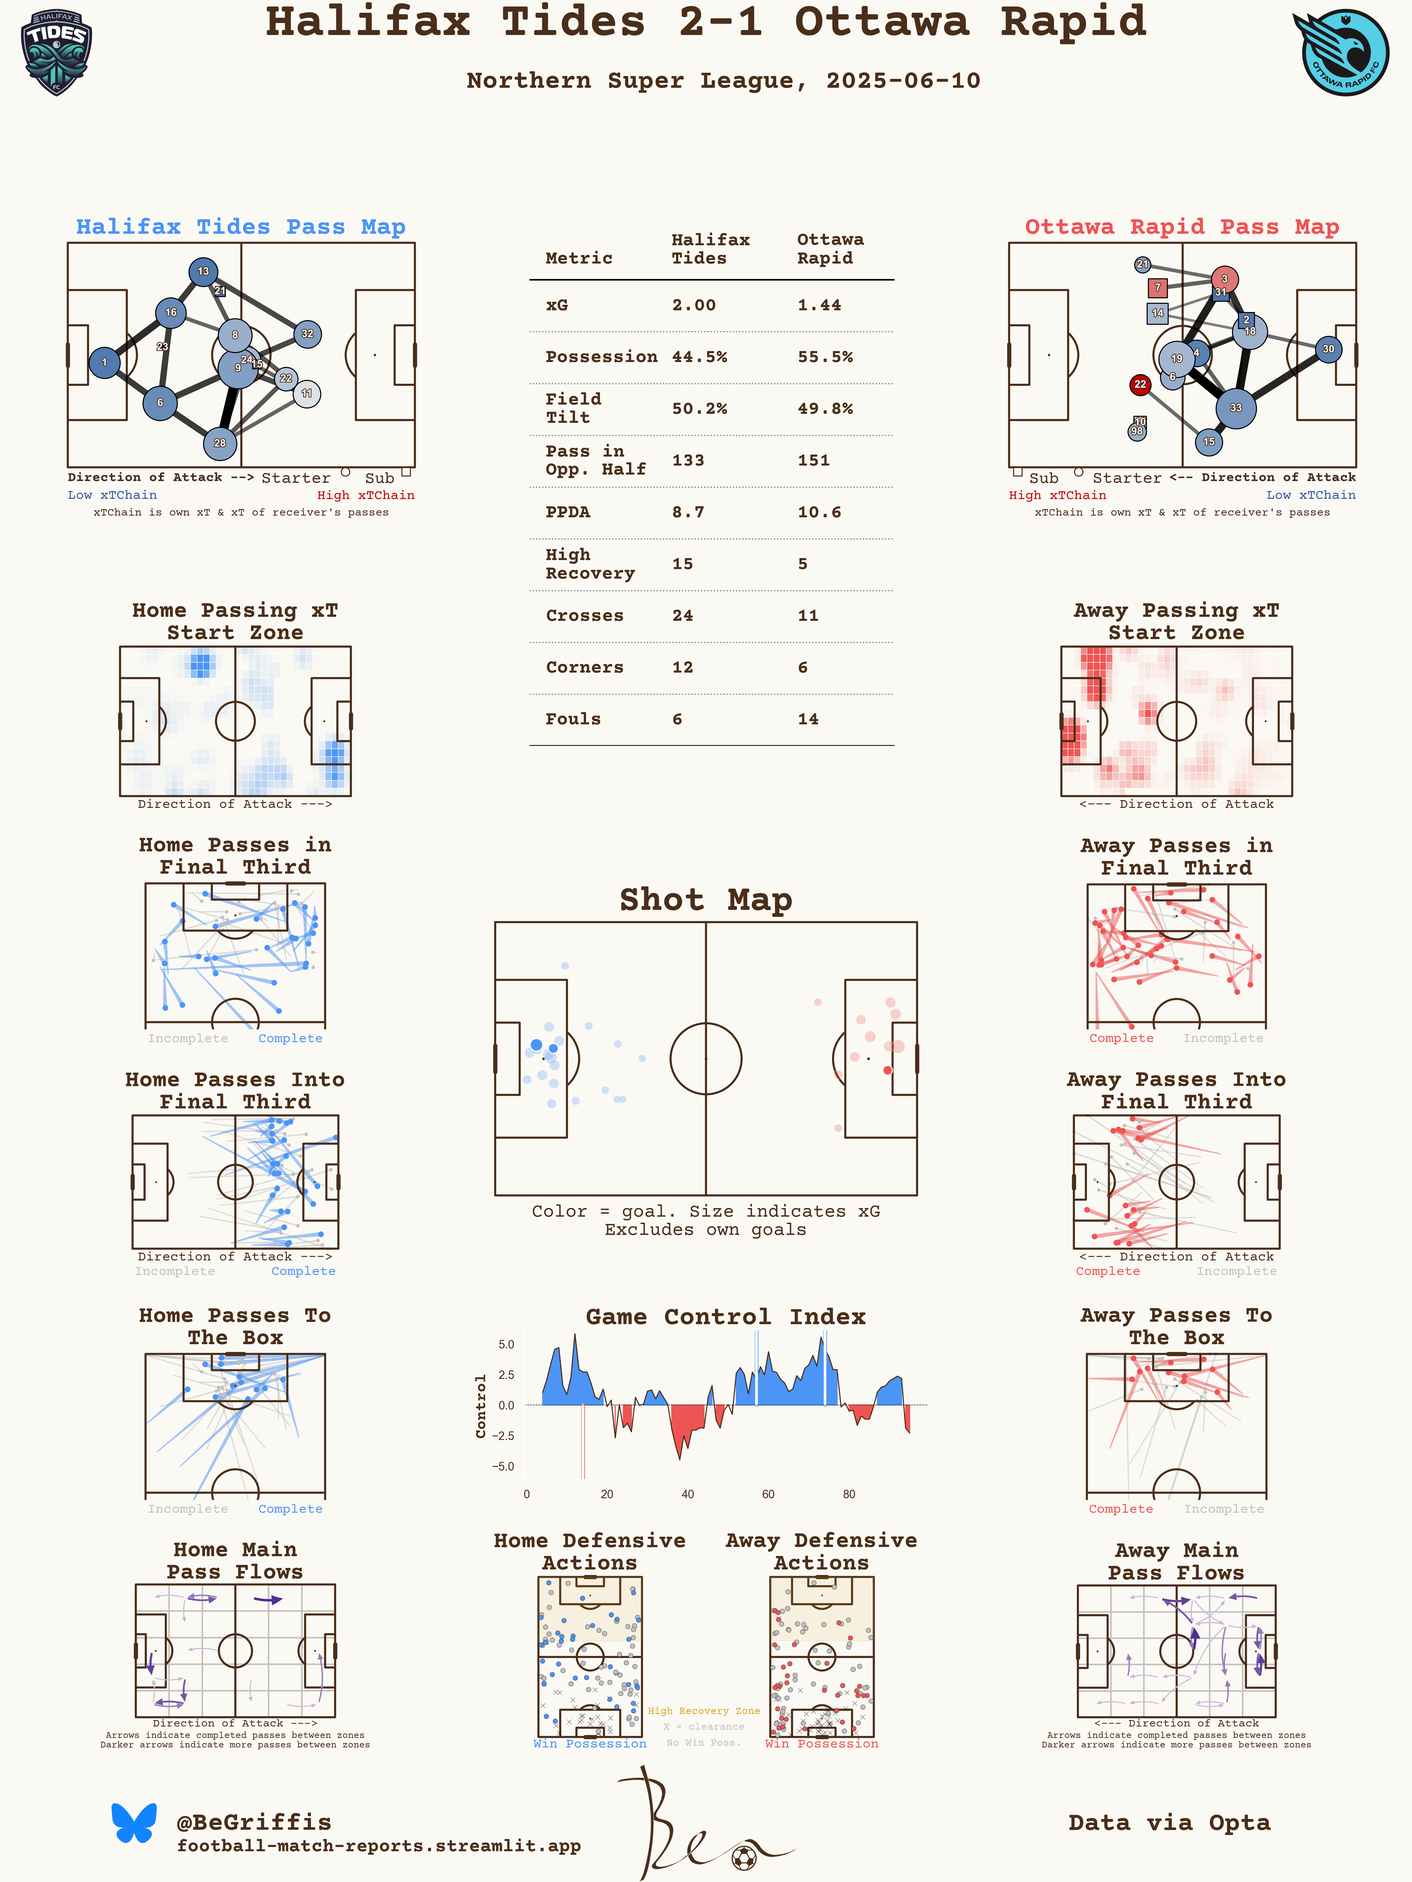 Halifax Tides 2-1 Ottawa Rapid
Northern Super League, 2025-06-10
HALIFAX
TIDES
FC
OTTAWA RAPID FC
Halifax Tides Pass Map
13
21
16
8
32
23
1
24
15
9
22
11
6
28
Direction of Attack --> Starter Sub
Low xTChain High xTChain
xTChain is own xT & xT of receiver's passes
Metric Halifax Tides Ottawa Rapid
xG 2.00 1.44
Possession 44.5% 55.5%
Field Tilt 50.2% 49.8%
Pass in Opp. Half 133 151
PPDA 8.7 10.6
High Recovery 15 5
Crosses 24 11
Corners 12 6
Fouls 6 14
Ottawa Rapid Pass Map
21
3
7
31
14
2
18
30
4
19
6
22
33
10
98
15
Sub Starter <-- Direction of Attack
High xTChain Low xTChain
xTChain is own xT & xT of receiver's passes
Home Passing xT
Start Zone
Direction of Attack --->
Away Passing xT
Start Zone
<--- Direction of Attack
Home Passes in
Final Third
Incomplete Complete
Away Passes in
Final Third
Complete Incomplete
Shot Map
Color = goal. Size indicates xG
Excludes own goals
Home Passes Into
Final Third
Direction of Attack --->
Incomplete Complete
Away Passes Into
Final Third
<--- Direction of Attack
Complete Incomplete
Home Passes To
The Box
Incomplete Complete
Game Control Index
Control
5.0
2.5
0.0
−2.5
−5.0
0 20 40 60 80
Away Passes To
The Box
Complete Incomplete
Home Main
Pass Flows
Direction of Attack --->
Arrows indicate completed passes between zones
Darker arrows indicate more passes between zones
Home Defensive
Actions
Win Possession
High Recovery Zone
X = clearance
No Win Poss.
Away Defensive
Actions
Win Possession
Away Main
Pass Flows
<--- Direction of Attack
Arrows indicate completed passes between zones
Darker arrows indicate more passes between zones
@BeGriffis
football-match-reports.streamlit.app
Ben
Data via Opta